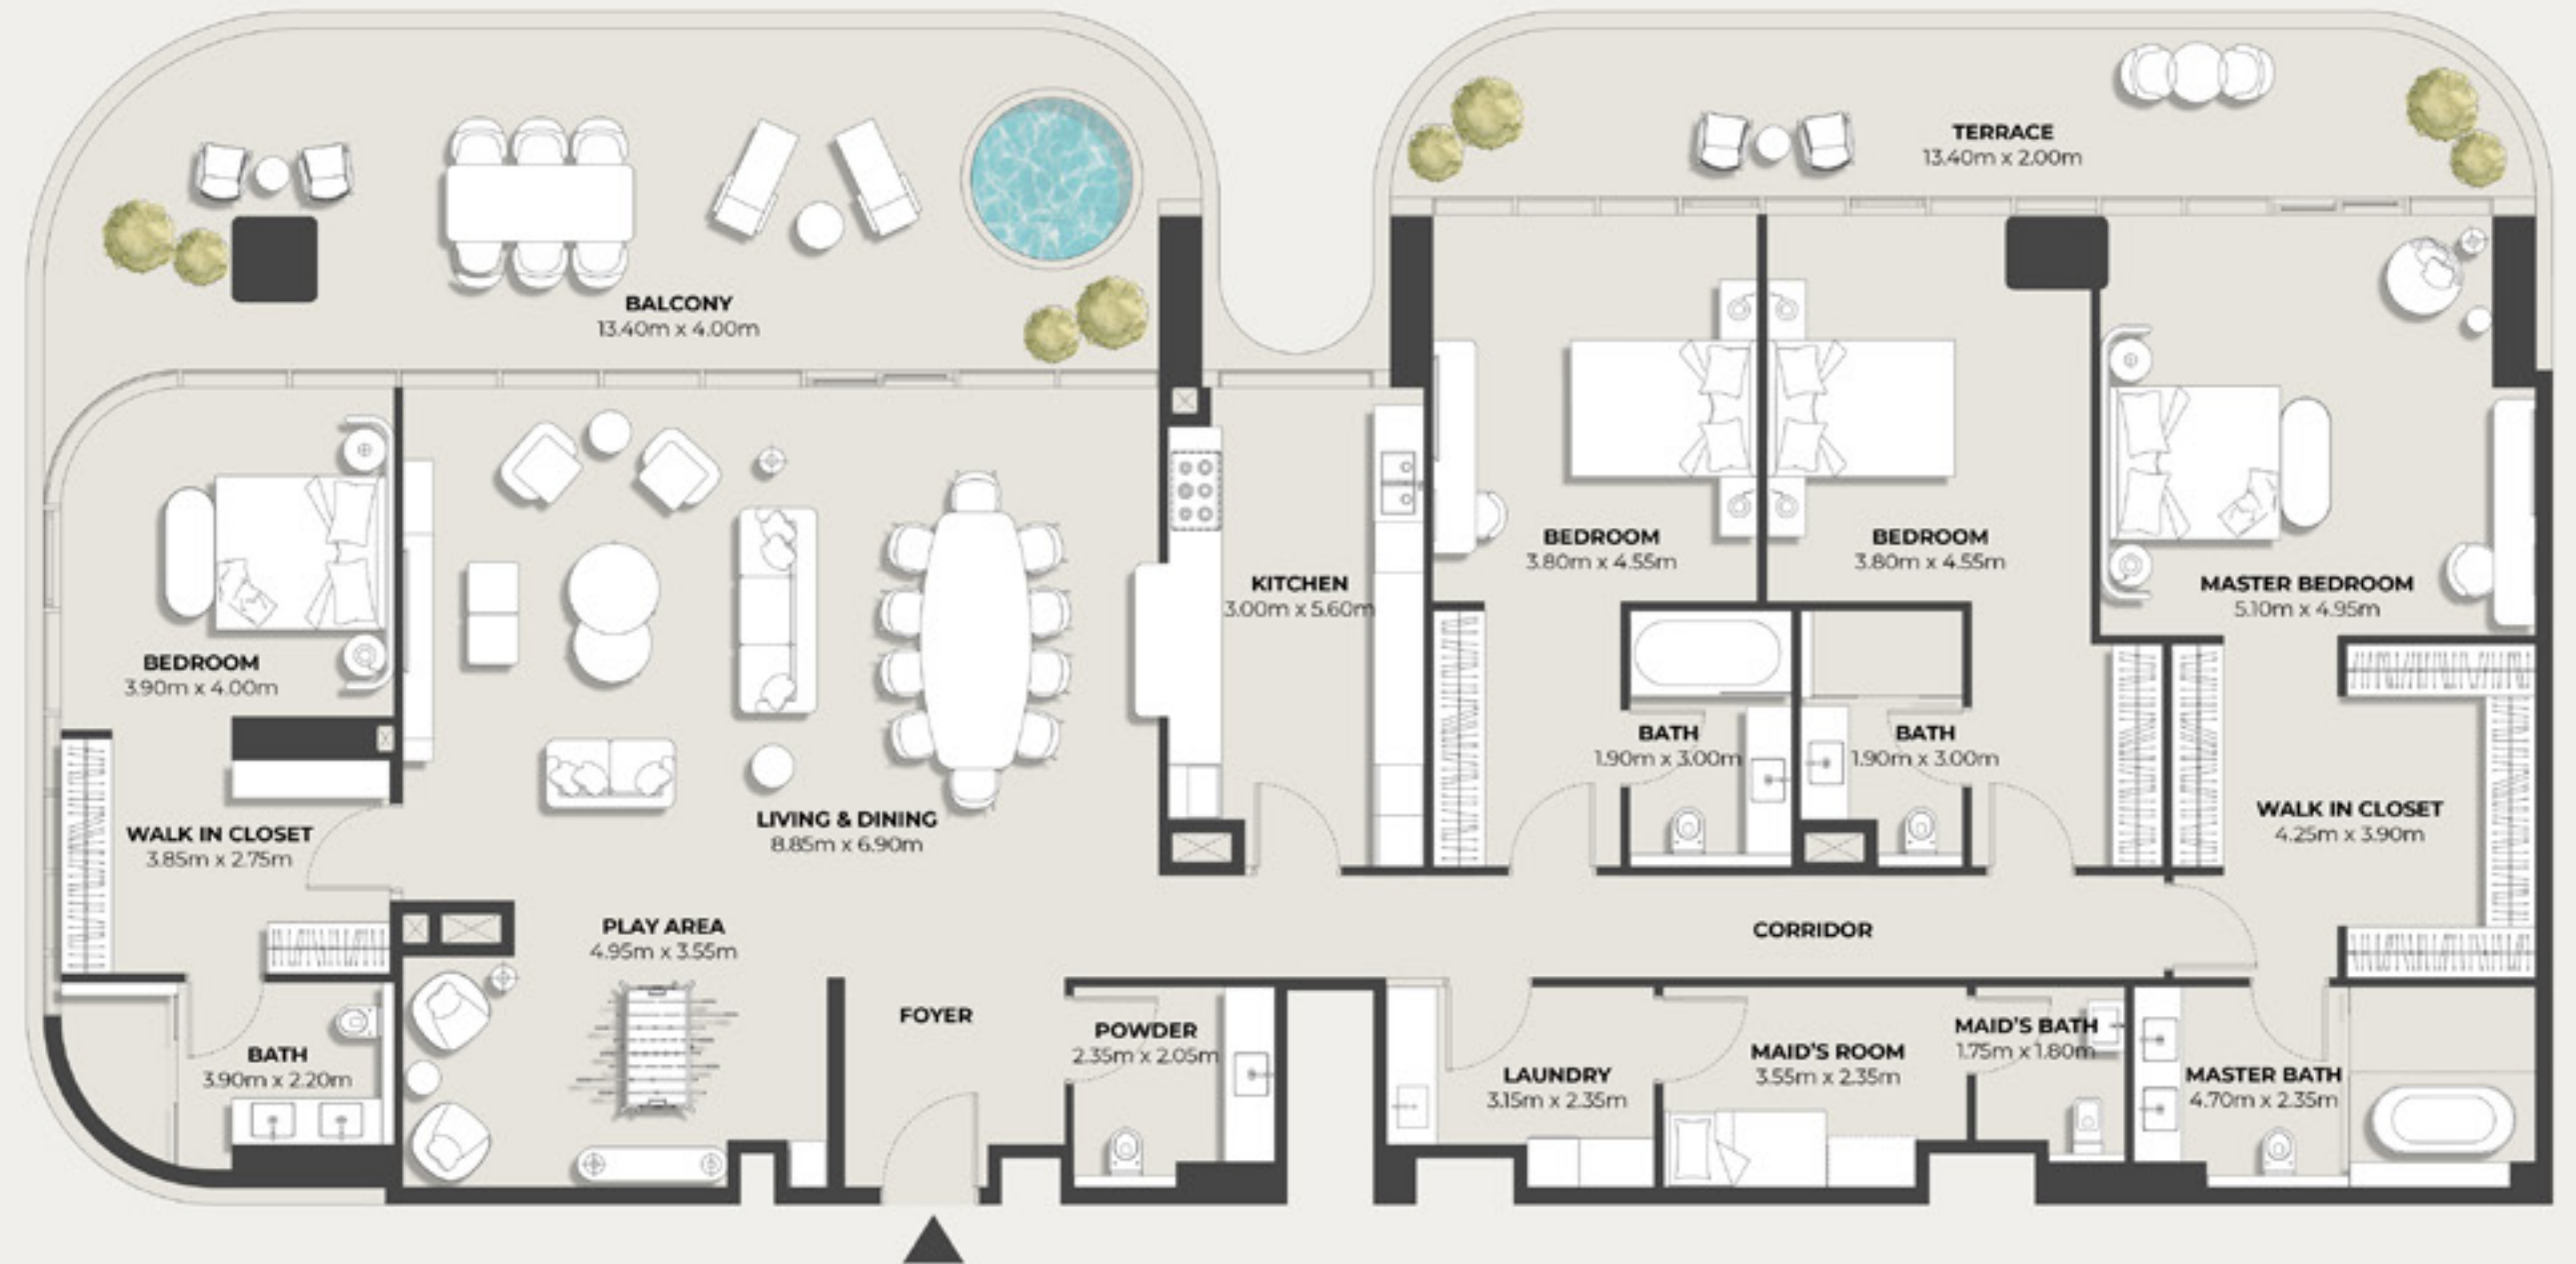 TERRACE
13.40m x 2.00m
BALCONY
13.40m x 4.00m
BEDROOM
3.80m x 4.55m
BEDROOM
3.80m x 4.55m
KITCHEN
3.00m x 5.60m
MASTER BEDROOM
5.10m x 4.95m
BEDROOM
3.90m x 4.00m
BATH
1.90m x 3.00m
BATH
1.90m x 3.00m
LIVING & DINING
8.85m x 6.90m
WALK IN CLOSET
3.85m x 2.75m
WALK IN CLOSET
4.25m x 3.90m
PLAY AREA
4.95m x 3.55m
CORRIDOR
FOYER
POWDER
2.35m x 2.05m
MAID'S BATH
1.75m x 1.80m
BATH
3.90m x 2.20m
LAUNDRY
3.15m x 2.35m
MAID'S ROOM
3.55m x 2.35m
MASTER BATH
4.70m x 2.35m